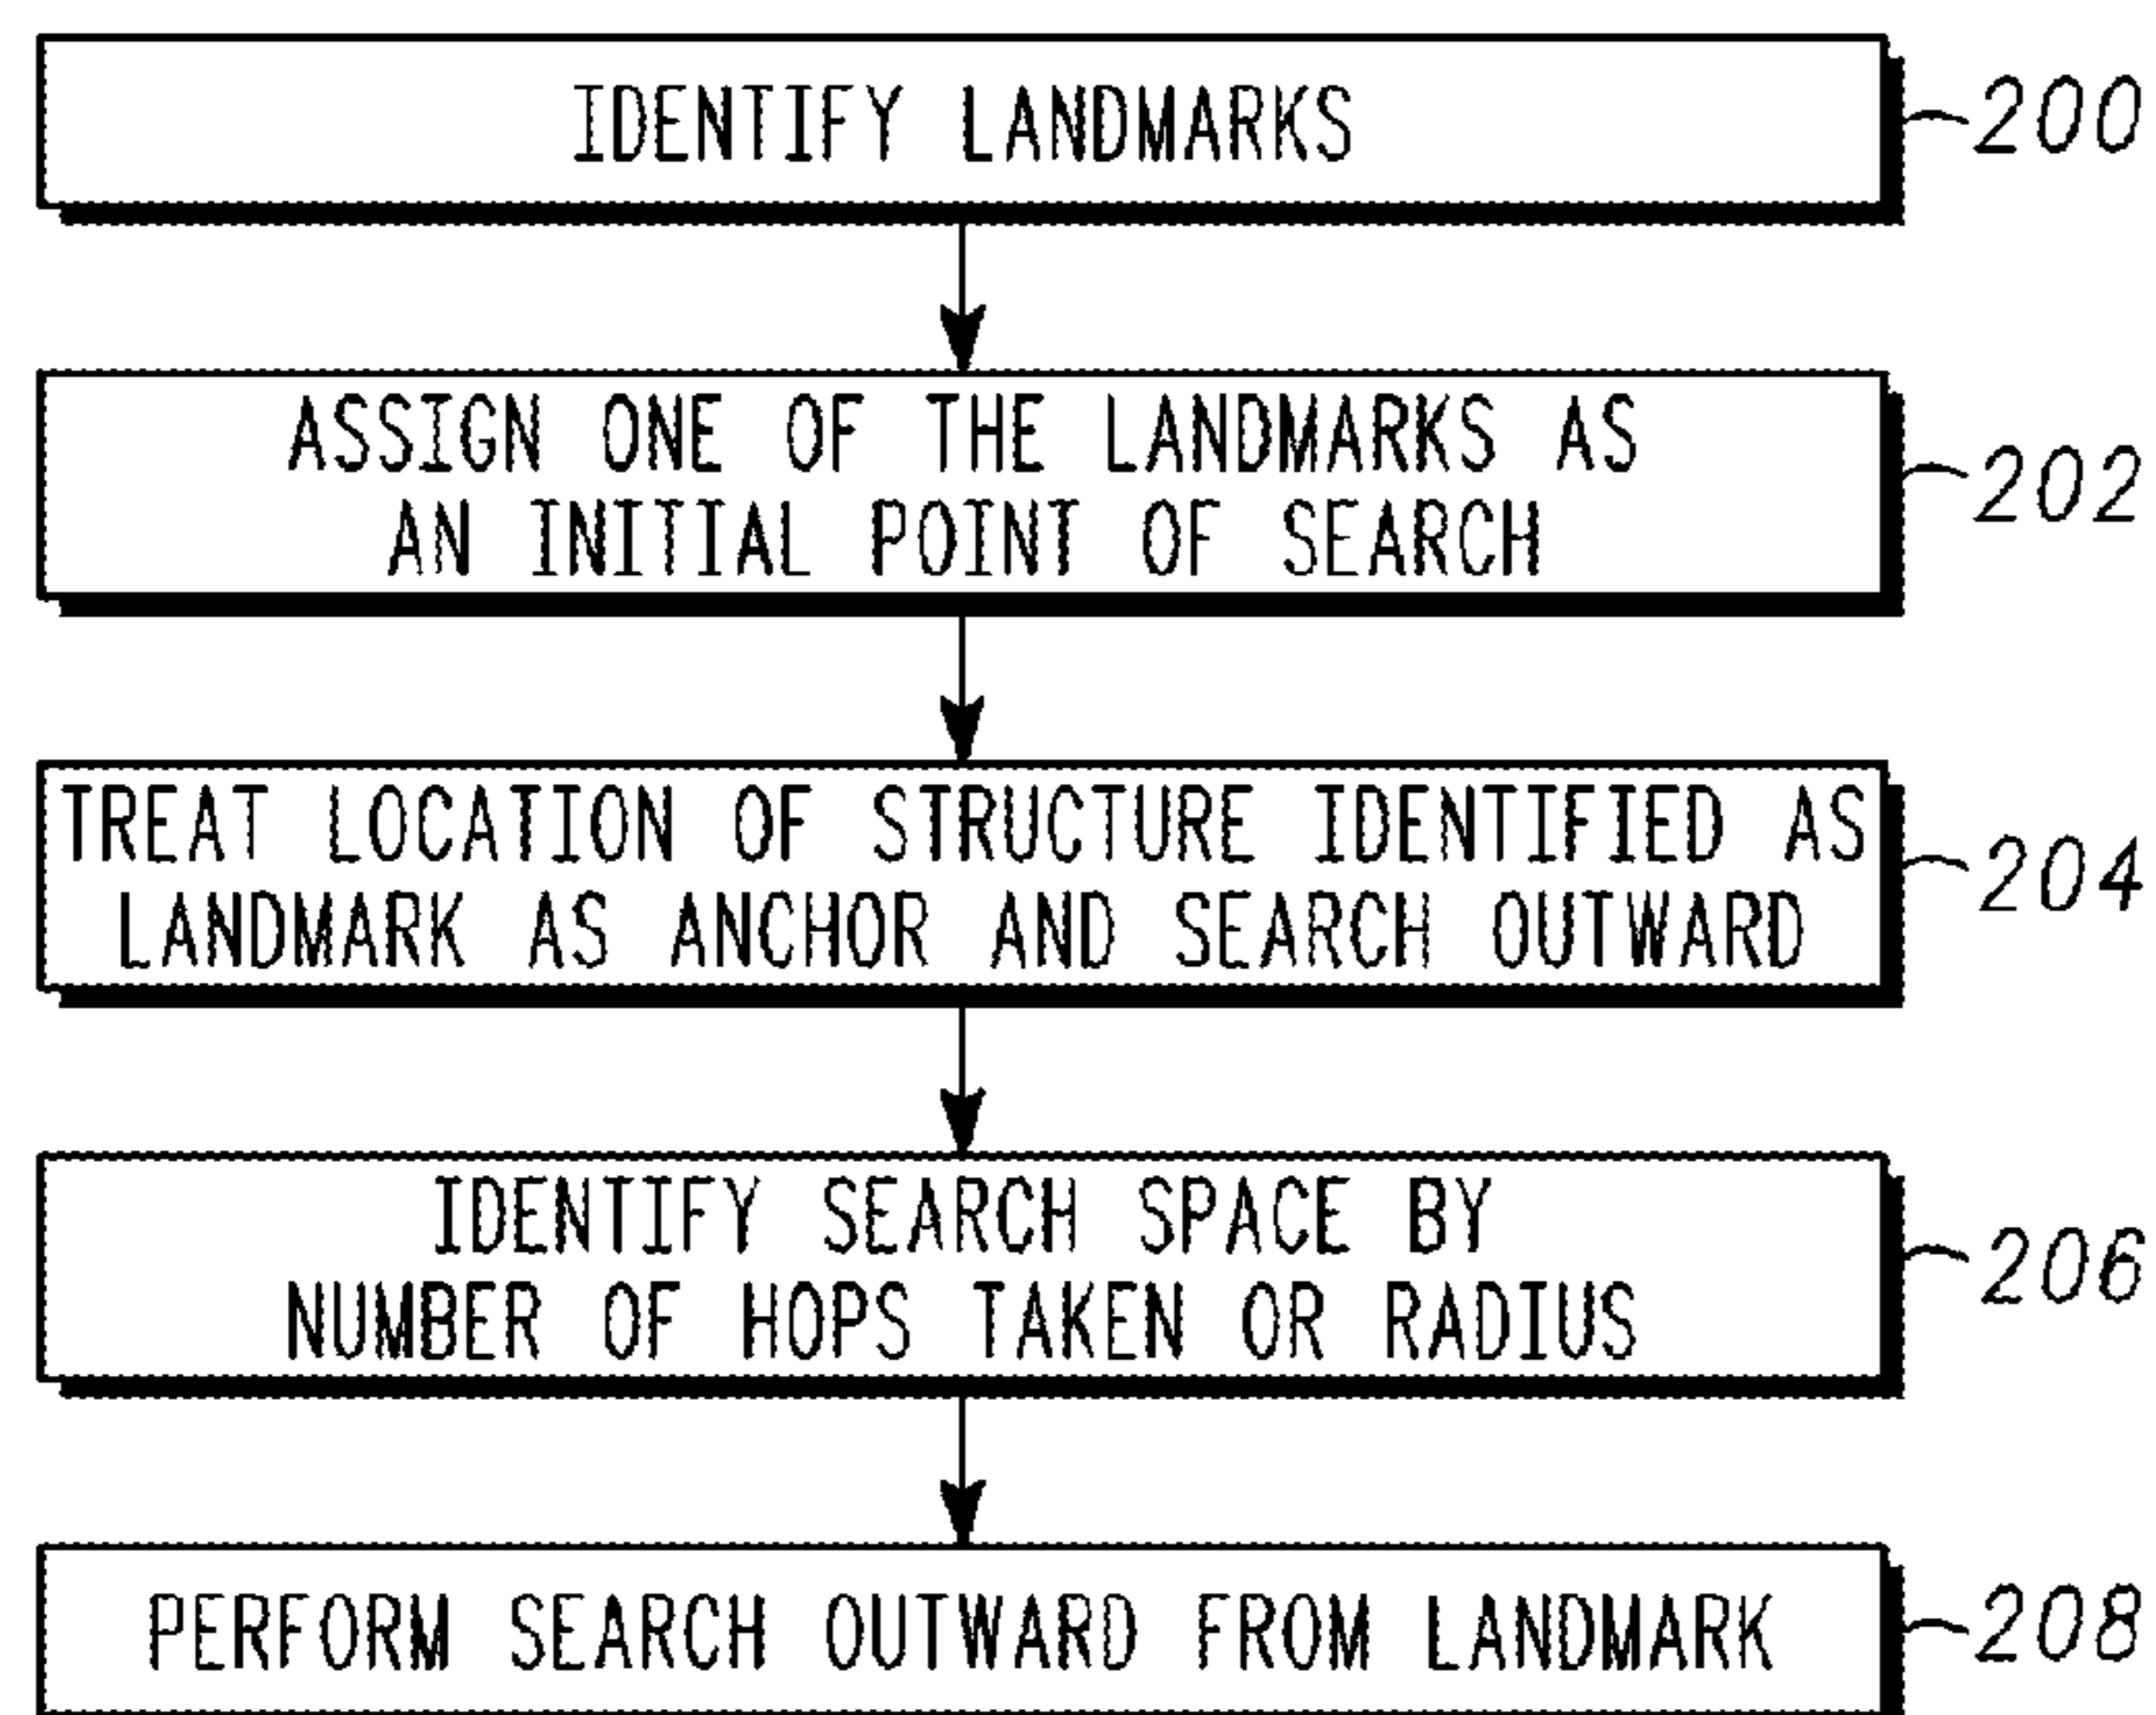 IDENTIFY LANDMARKS
200
ASSIGN ONE OF THE LANDMARKS AS
AN INITIAL POINT OF SEARCH
202
TREAT LOCATION OF STRUCTURE IDENTIFIED AS
LANDMARK AS ANCHOR AND SEARCH OUTWARD
204
IDENTIFY SEARCH SPACE BY
NUMBER OF HOPS TAKEN OR RADIUS
206
PERFORM SEARCH OUTWARD FROM LANDMARK
208